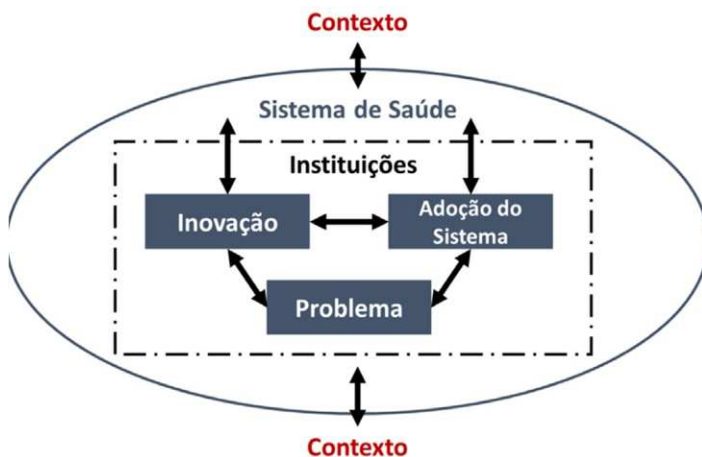 Contexto
Sistema de Saúde
Instituições
Inovação
Adoção do
Sistema
Problema
Contexto